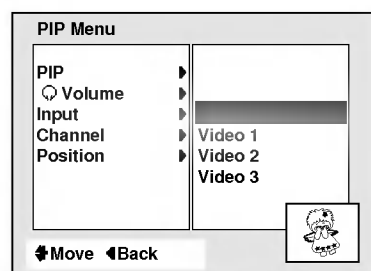 PIP Menu
PIP
Volume
Input
Channel
Position
Video 1
Video 2
Video 3
Move Back